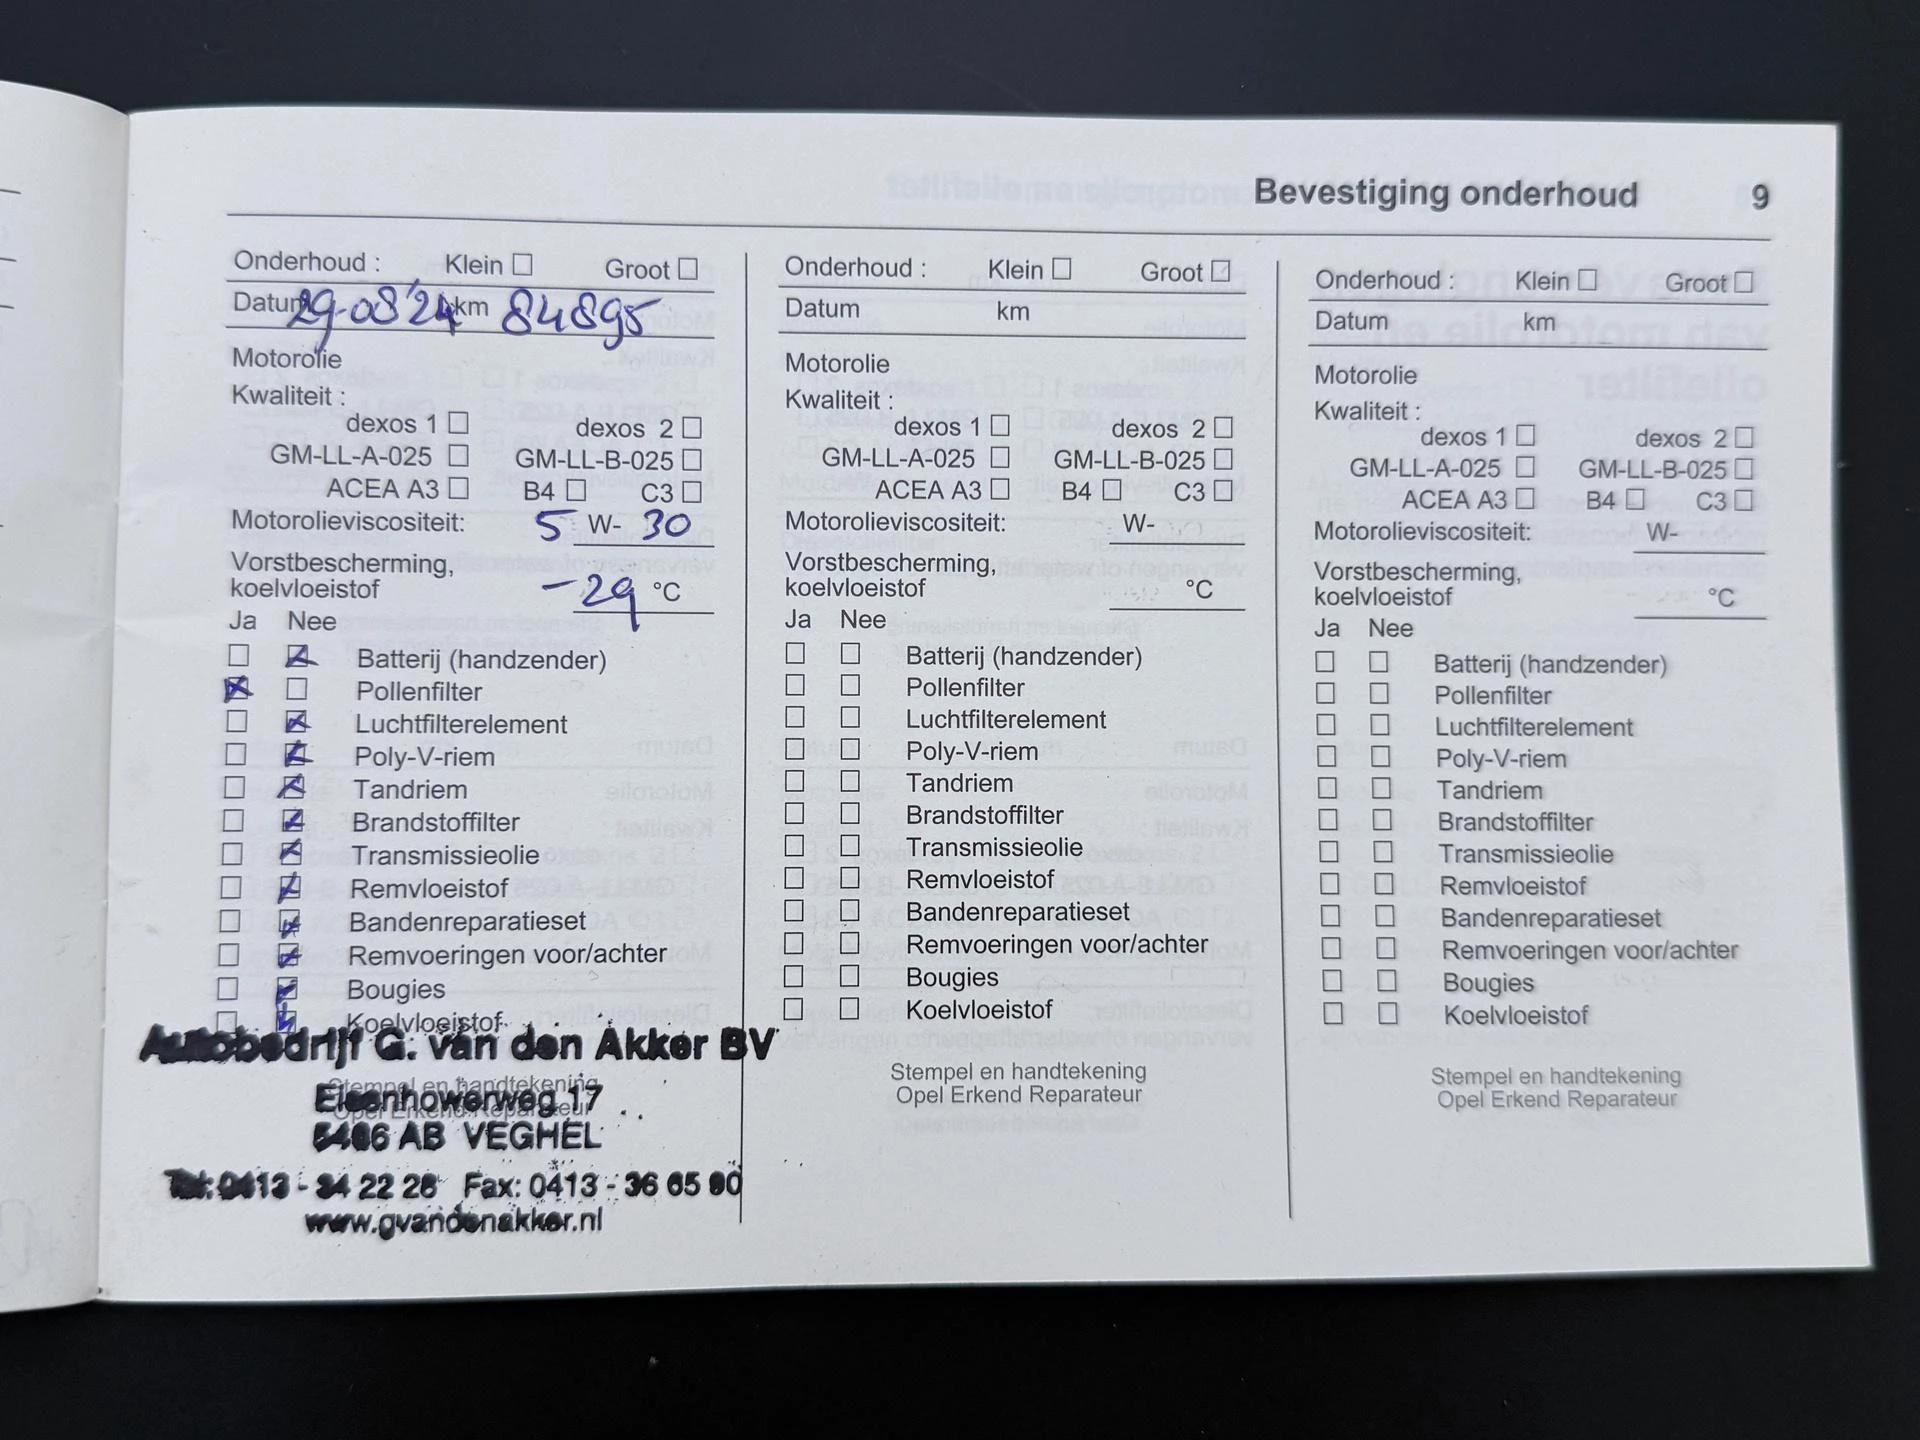 Bevestiging onderhoud 9
Onderhoud : Klein Groot
Datum 29-08'24 km 84895
Motorolie
Kwaliteit :
dexos 1 dexos 2
GM-LL-A-025 GM-LL-B-025
ACEA A3 B4 C3
Motorolieviscositeit: 5 W- 30
Vorstbescherming,
koelvloeistof -29 °C
Ja Nee
Batterij (handzender)
Pollenfilter
Luchtfilterelement
Poly-V-riem
Tandriem
Brandstoffilter
Transmissieolie
Remvloeistof
Bandenreparatieset
Remvoeringen voor/achter
Bougies
Koelvloeistof
Autobedrijf G. van den Akker BV
Stempel en handtekening
Eisenhowerweg 17
Opel Erkend Reparateur
5466 AB VEGHEL
Tel: 0413 - 34 22 28 Fax: 0413 - 36 65 90
www.gvandenakker.nl
Onderhoud : Klein Groot
Datum km
Motorolie
Kwaliteit :
dexos 1 dexos 2
GM-LL-A-025 GM-LL-B-025
ACEA A3 B4 C3
Motorolieviscositeit: W-
Vorstbescherming,
koelvloeistof °C
Ja Nee
Batterij (handzender)
Pollenfilter
Luchtfilterelement
Poly-V-riem
Tandriem
Brandstoffilter
Transmissieolie
Remvloeistof
Bandenreparatieset
Remvoeringen voor/achter
Bougies
Koelvloeistof
Stempel en handtekening
Opel Erkend Reparateur
Onderhoud : Klein Groot
Datum km
Motorolie
Kwaliteit :
dexos 1 dexos 2
GM-LL-A-025 GM-LL-B-025
ACEA A3 B4 C3
Motorolieviscositeit: W-
Vorstbescherming,
koelvloeistof °C
Ja Nee
Batterij (handzender)
Pollenfilter
Luchtfilterelement
Poly-V-riem
Tandriem
Brandstoffilter
Transmissieolie
Remvloeistof
Bandenreparatieset
Remvoeringen voor/achter
Bougies
Koelvloeistof
Stempel en handtekening
Opel Erkend Reparateur